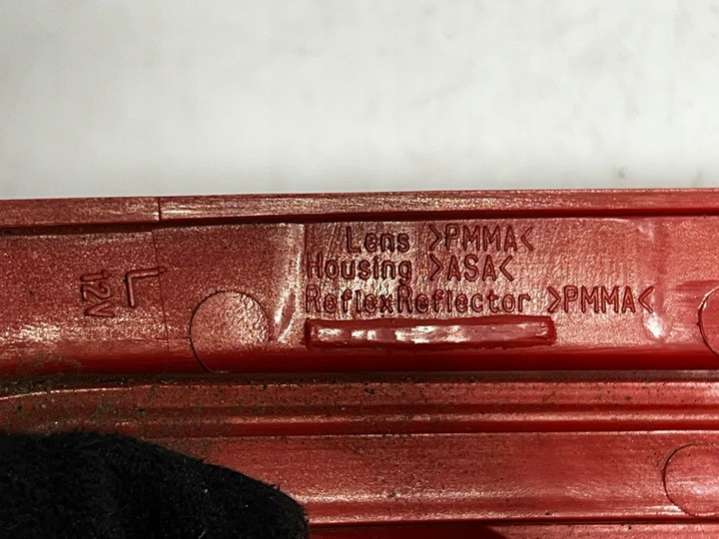 Lens >PMMA<
Housing >ASA<
ReflexReflector >PMMA<
L
12V